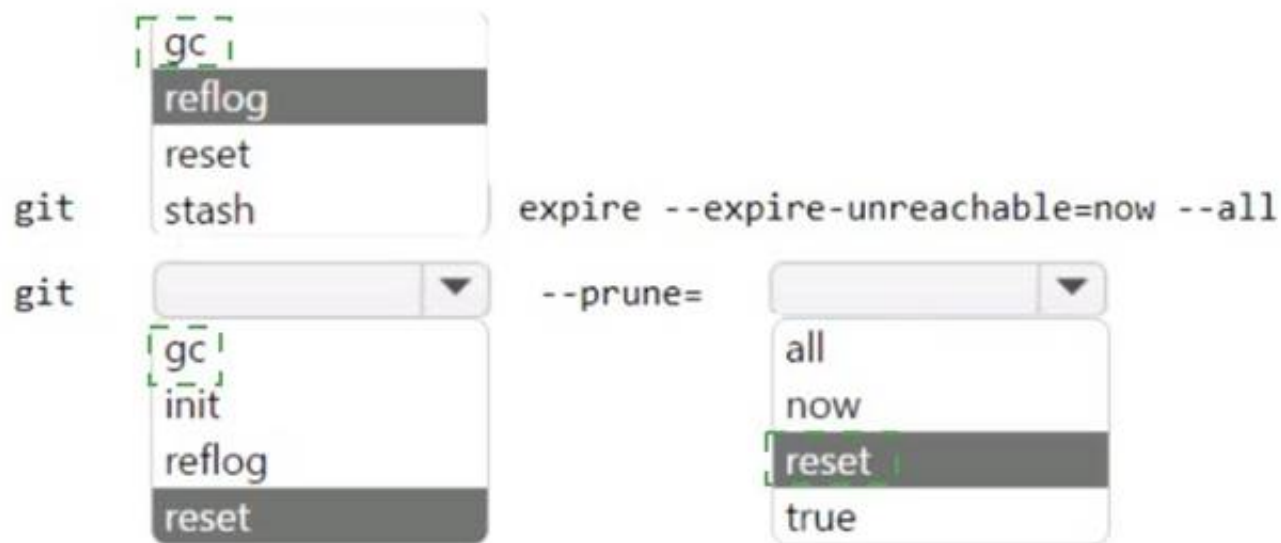 gc
reflog
reset
git stash expire --expire-unreachable=now --all
git --prune=
gc all
init now
reflog reset
reset true